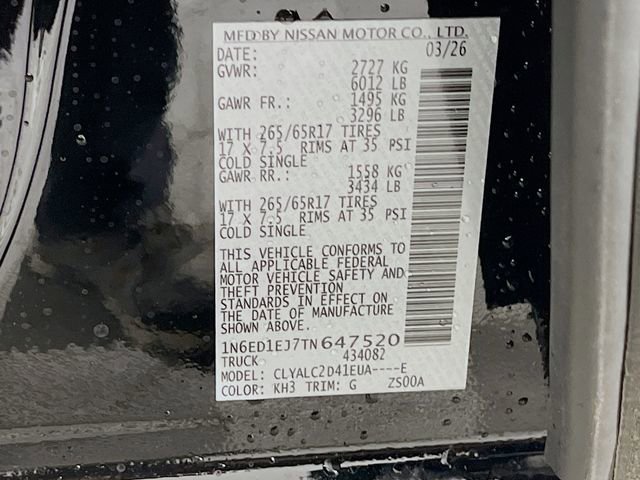 MFD BY NISSAN MOTOR CO., LTD.
DATE: 03/26
GVWR: 2727 KG
6012 LB
GAWR FR.: 1495 KG
3296 LB
WITH 265/65R17 TIRES
17 X 7.5 RIMS AT 35 PSI
COLD SINGLE
GAWR RR.: 1558 KG
3434 LB
WITH 265/65R17 TIRES
17 X 7.5 RIMS AT 35 PSI
COLD SINGLE
THIS VEHICLE CONFORMS TO
ALL APPLICABLE FEDERAL
MOTOR VEHICLE SAFETY AND
THEFT PREVENTION
STANDARDS IN EFFECT ON
THE DATE OF MANUFACTURE
SHOWN ABOVE.
1N6ED1EJ7TN647520
TRUCK 434082
MODEL: CLYALC2D41EUA----E
COLOR: KH3 TRIM: G ZS00A